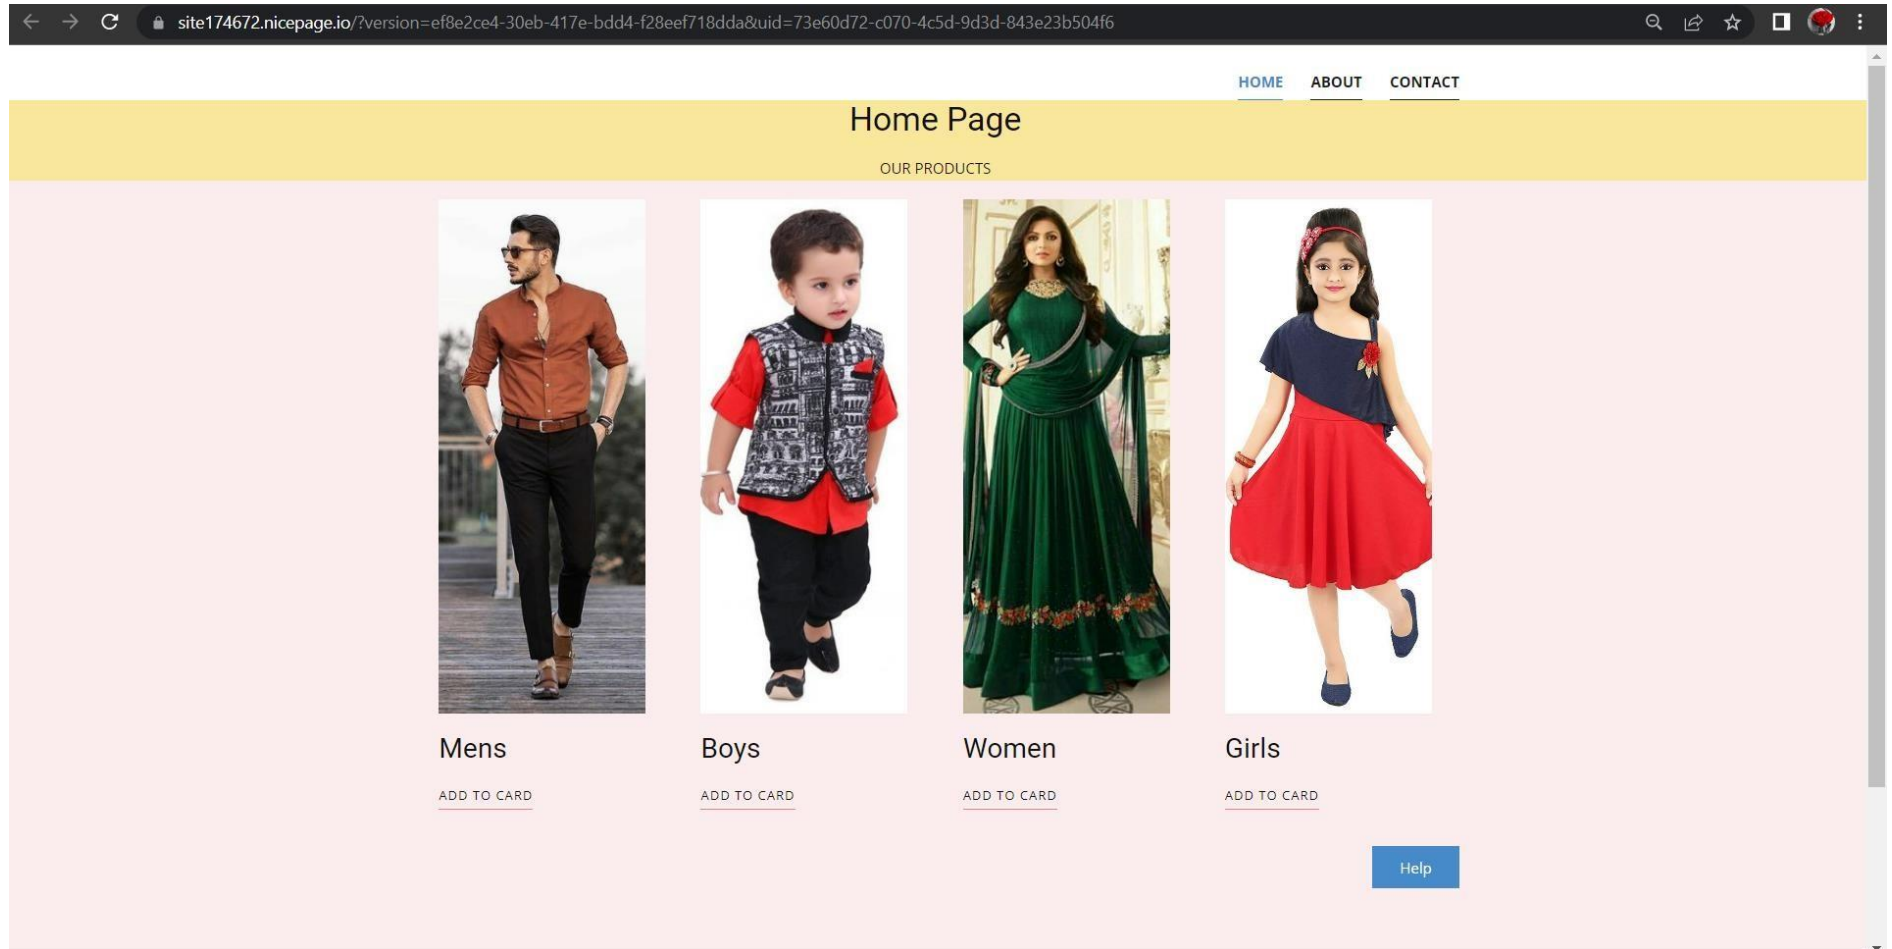 site174672.nicepage.io/?version=ef8e2ce4-30eb-417e-bdd4-f28eef718dda&uid=73e60d72-c070-4c5d-9d3d-843e23b504f6
HOME ABOUT CONTACT
Home Page
OUR PRODUCTS
Mens Boys Women Girls
ADD TO CARD ADD TO CARD ADD TO CARD ADD TO CARD
Help